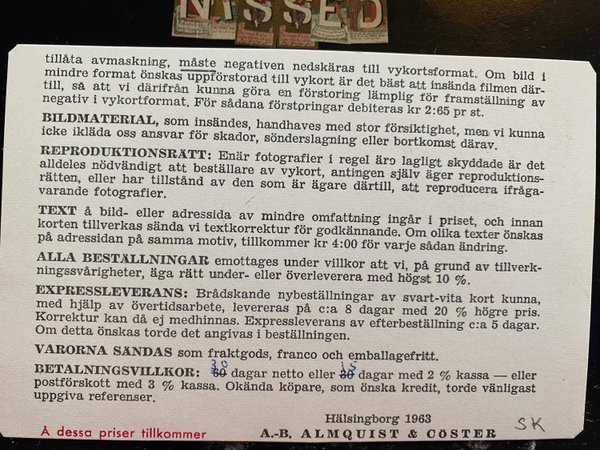 NISSED
tillåta avmaskning, måste negativen nedskäras till vykortsformat. Om bild i
mindre format önskas uppförstorad till vykort är det bäst att insända filmen där-
till, så att vi därifrån kunna göra en förstoring lämplig för framställning av
negativ i vykortformat. För sådana förstoringar debiteras kr 2:65 pr st.
BILDMATERIAL, som insändes, handhaves med stor försiktighet, men vi kunna
icke ikläda oss ansvar för skador, sönderslagning eller bortkomst därav.
REPRODUKTIONSRÄTT: Enär fotografier i regel äro lagligt skyddade är det
alldeles nödvändigt att beställare av vykort, antingen själv äger reproduktions-
rätten, eller har tillstånd av den som är ägare därtill, att reproducera ifråga-
varande fotografier.
TEXT å bild- eller adressida av mindre omfattning ingår i priset, och innan
korten tillverkas sända vi textkorrektur för godkännande. Om olika texter önskas
på adressidan på samma motiv, tillkommer kr 4:00 för varje sådan ändring.
ALLA BESTÄLLNINGAR emottages under villkor att vi, på grund av tillverk-
ningssvårigheter, äga rätt under- eller överleverera med högst 10 %.
EXPRESSLEVERANS: Brådskande nybeställningar av svart-vita kort kunna,
med hjälp av övertidsarbete, levereras på c:a 8 dagar med 20 % högre pris.
Korrektur kan då ej medhinnas. Expressleverans av efterbeställning c:a 5 dagar.
Om detta önskas torde det angivas i beställningen.
VARORNA SÄNDAS som fraktgods, franco och emballagefritt.
30 15
BETALNINGSVILLKOR: 60 dagar netto eller 30 dagar med 2 % kassa — eller
postförskott med 3 % kassa. Okända köpare, som önska kredit, torde vänligast
uppgiva referenser.
Hälsingborg 1963
A.-B. ALMQUIST & CÖSTER
SK
Å dessa priser tillkommer